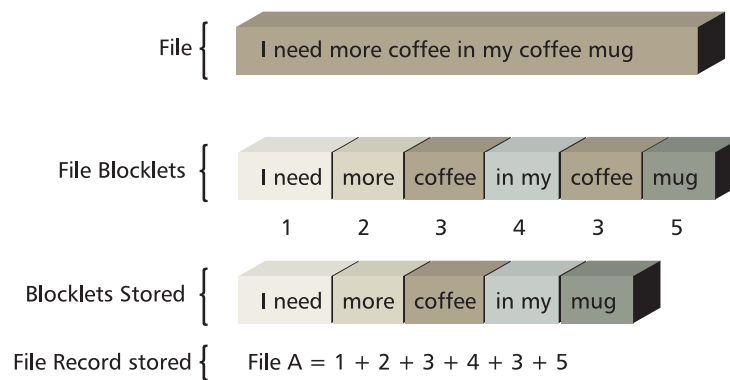 File { I need more coffee in my coffee mug
File Blocklets { I need more coffee in my coffee mug
1 2 3 4 3 5
Blocklets Stored { I need more coffee in my mug
File Record stored { File A = 1 + 2 + 3 + 4 + 3 + 5